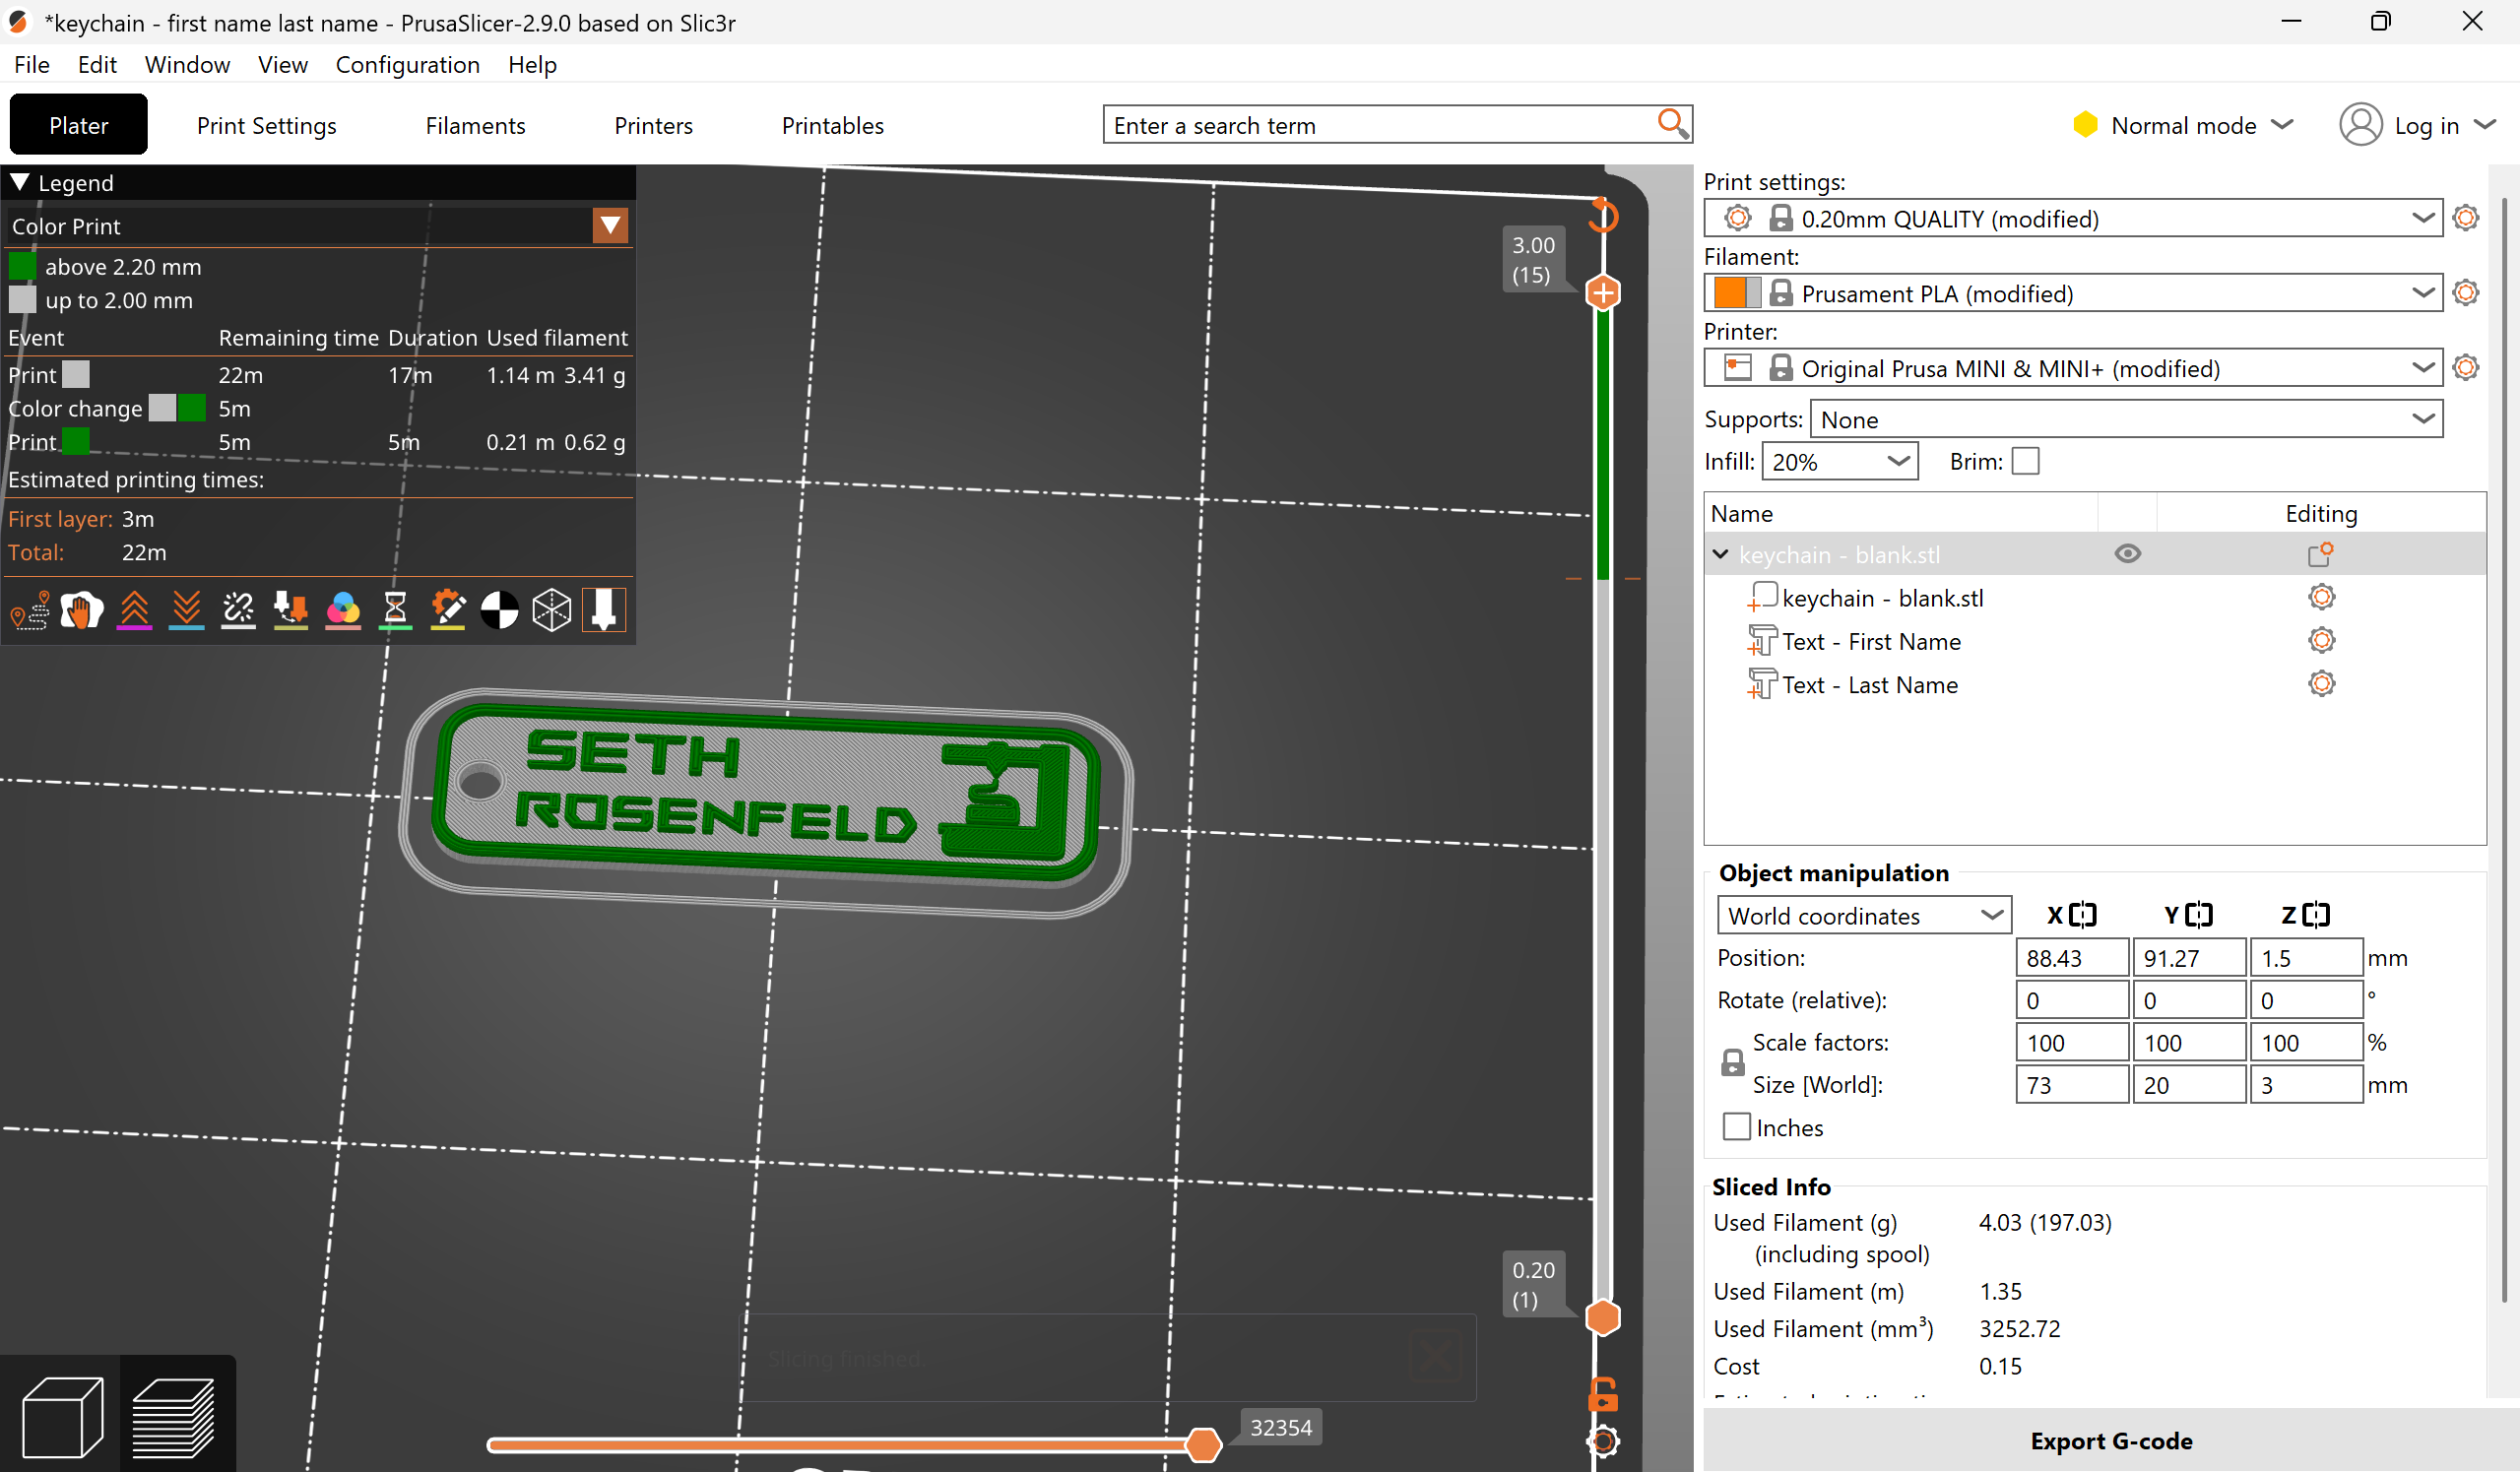 *keychain - first name last name - PrusaSlicer-2.9.0 based on Slic3r
File Edit Window View Configuration Help
Plater Print Settings Filaments Printers Printables Enter a search term Normal mode Log in
Legend
Color Print
above 2.20 mm
up to 2.00 mm
Event Remaining time Duration Used filament
Print 22m 17m 1.14 m 3.41 g
Color change 5m
Print 5m 5m 0.21 m 0.62 g
Estimated printing times:
First layer: 3m
Total: 22m
3.00
(15)
SETH
ROSENFELD
0.20
(1)
Slicing finished.
32354
Print settings:
0.20mm QUALITY (modified)
Filament:
Prusament PLA (modified)
Printer:
Original Prusa MINI & MINI+ (modified)
Supports: None
Infill: 20% Brim:
Name Editing
keychain - blank.stl
keychain - blank.stl
Text - First Name
Text - Last Name
Object manipulation
World coordinates X Y Z
Position: 88.43 91.27 1.5 mm
Rotate (relative): 0 0 0 °
Scale factors: 100 100 100 %
Size [World]: 73 20 3 mm
Inches
Sliced Info
Used Filament (g) 4.03 (197.03)
(including spool)
Used Filament (m) 1.35
Used Filament (mm³) 3252.72
Cost 0.15
Export G-code